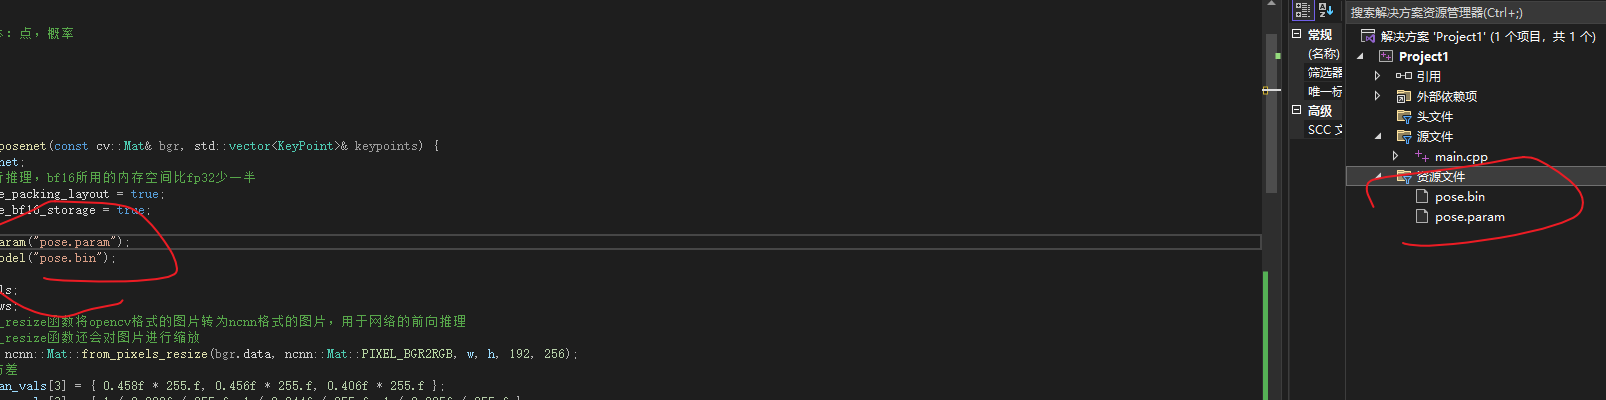 点，概率
posenet(const cv::Mat& bgr, std::vector<KeyPoint>& keypoints) {
net;
行推理，bf16所用的内存空间比fp32少一半
e_packing_layout = true;
e_bf16_storage = true;
aram("pose.param");
odel("pose.bin");
ls;
ws;
_resize函数将opencv格式的图片转为ncnn格式的图片，用于网络的前向推理
_resize函数还会对图片进行缩放
ncnn::Mat::from_pixels_resize(bgr.data, ncnn::Mat::PIXEL_BGR2RGB, w, h, 192, 256);
差
an_vals[3] = { 0.458f * 255.f, 0.456f * 255.f, 0.406f * 255.f };
常规
(名称)
筛选器
唯一标
高级
SCC 文
搜索解决方案资源管理器(Ctrl+;)
解决方案 'Project1' (1 个项目，共 1 个)
Project1
引用
外部依赖项
头文件
源文件
main.cpp
资源文件
pose.bin
pose.param